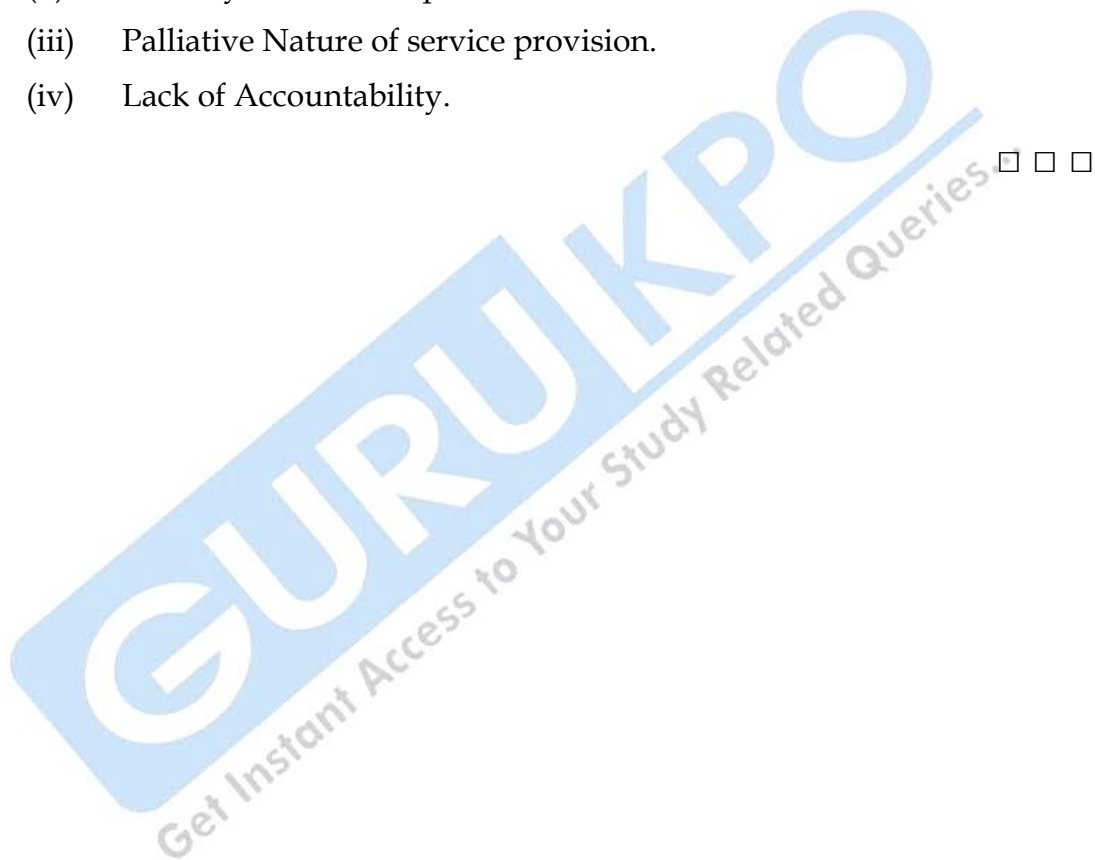 (iii) Palliative Nature of service provision.
(iv) Lack of Accountability.
□ □ □
GURUKPO
Get Instant Access to Your Study Related Queries...